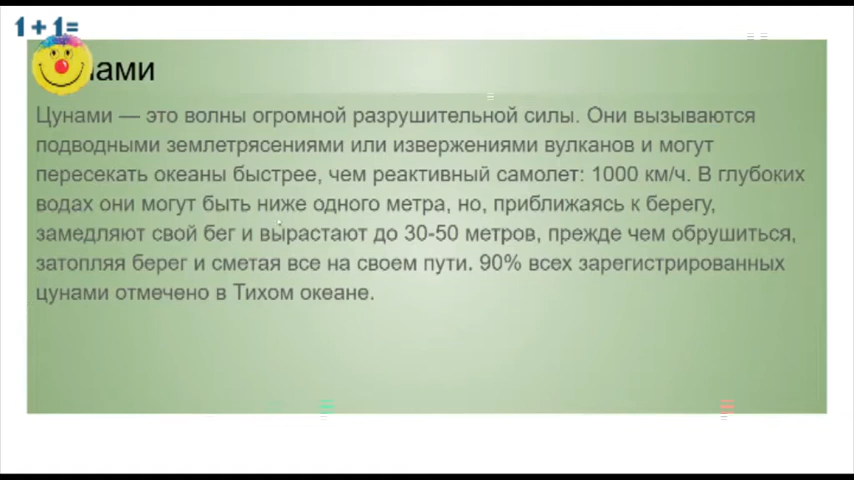 1+1=
Цунами — это волны огромной разрушительной силы. Они вызываются
подводными землетрясениями или извержениями вулканов и могут
пересекать океаны быстрее, чем реактивный самолет: 1000 км/ч. В глубоких
водах они могут быть ниже одного метра, но, приближаясь к берегу,
замедляют свой бег и вырастают до 30-50 метров, прежде чем обрушиться,
затопляя берег и сметая все на своем пути. 90% всех зарегистрированных
цунами отмечено в Тихом океане.